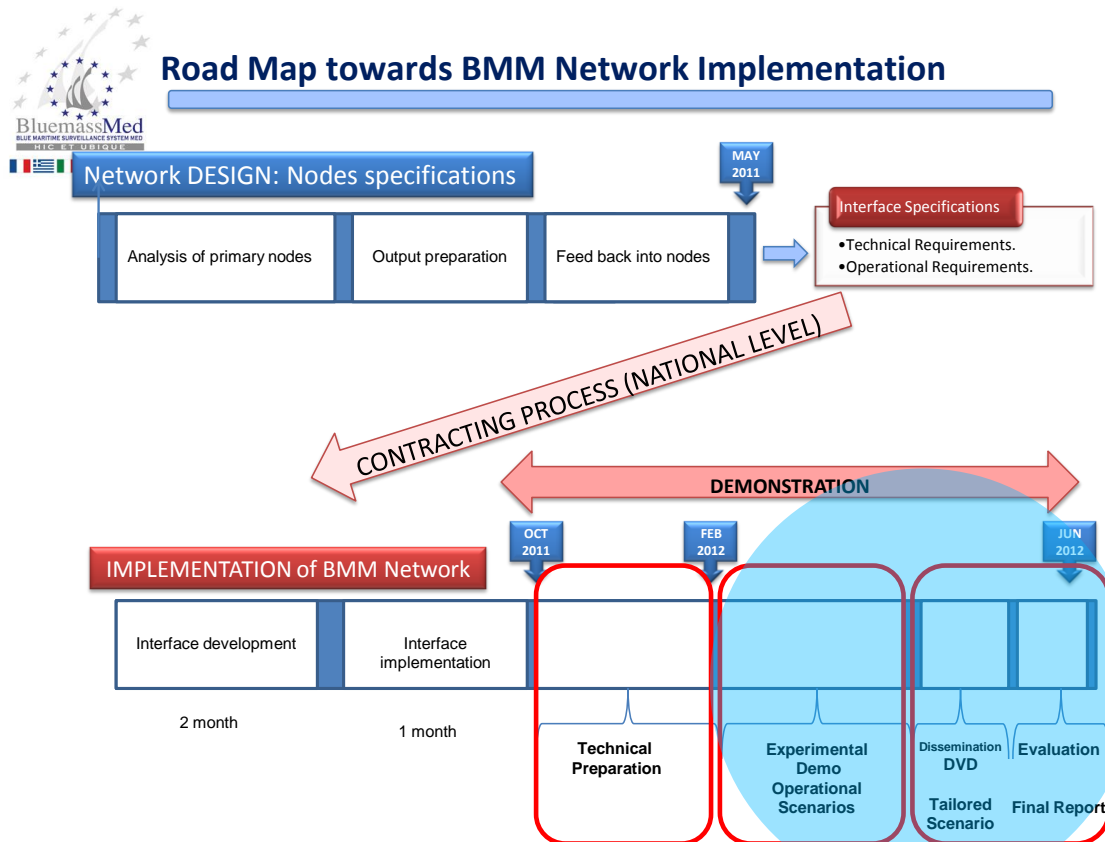 Road Map towards BMM Network Implementation
BluemassMed
BLUE MARITIME SURVEILLANCE SYSTEM MED
HIC ET UBIQUE
Network DESIGN: Nodes specifications
MAY
2011
Analysis of primary nodes
Output preparation
Feed back into nodes
Interface Specifications
•Technical Requirements.
•Operational Requirements.
CONTRACTING PROCESS (NATIONAL LEVEL)
DEMONSTRATION
OCT
2011
FEB
2012
JUN
2012
IMPLEMENTATION of BMM Network
Interface development
Interface
implementation
2 month
1 month
Technical
Preparation
Experimental
Demo
Operational
Scenarios
Dissemination
DVD
Tailored
Scenario
Evaluation
Final Report